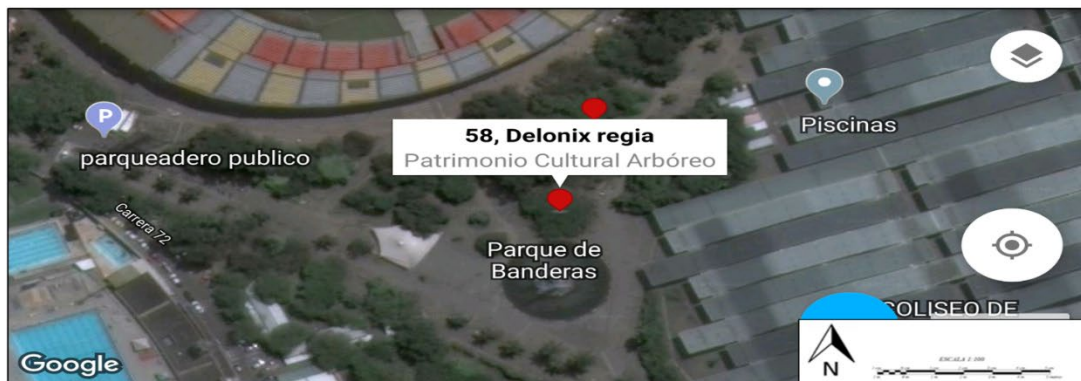 58, Delonix regia
Patrimonio Cultural Arbóreo
P
Piscinas
parqueadero publico
Carrera 72
Parque de
Banderas
COLISEO DE
Google
N
ESCALA 1:500